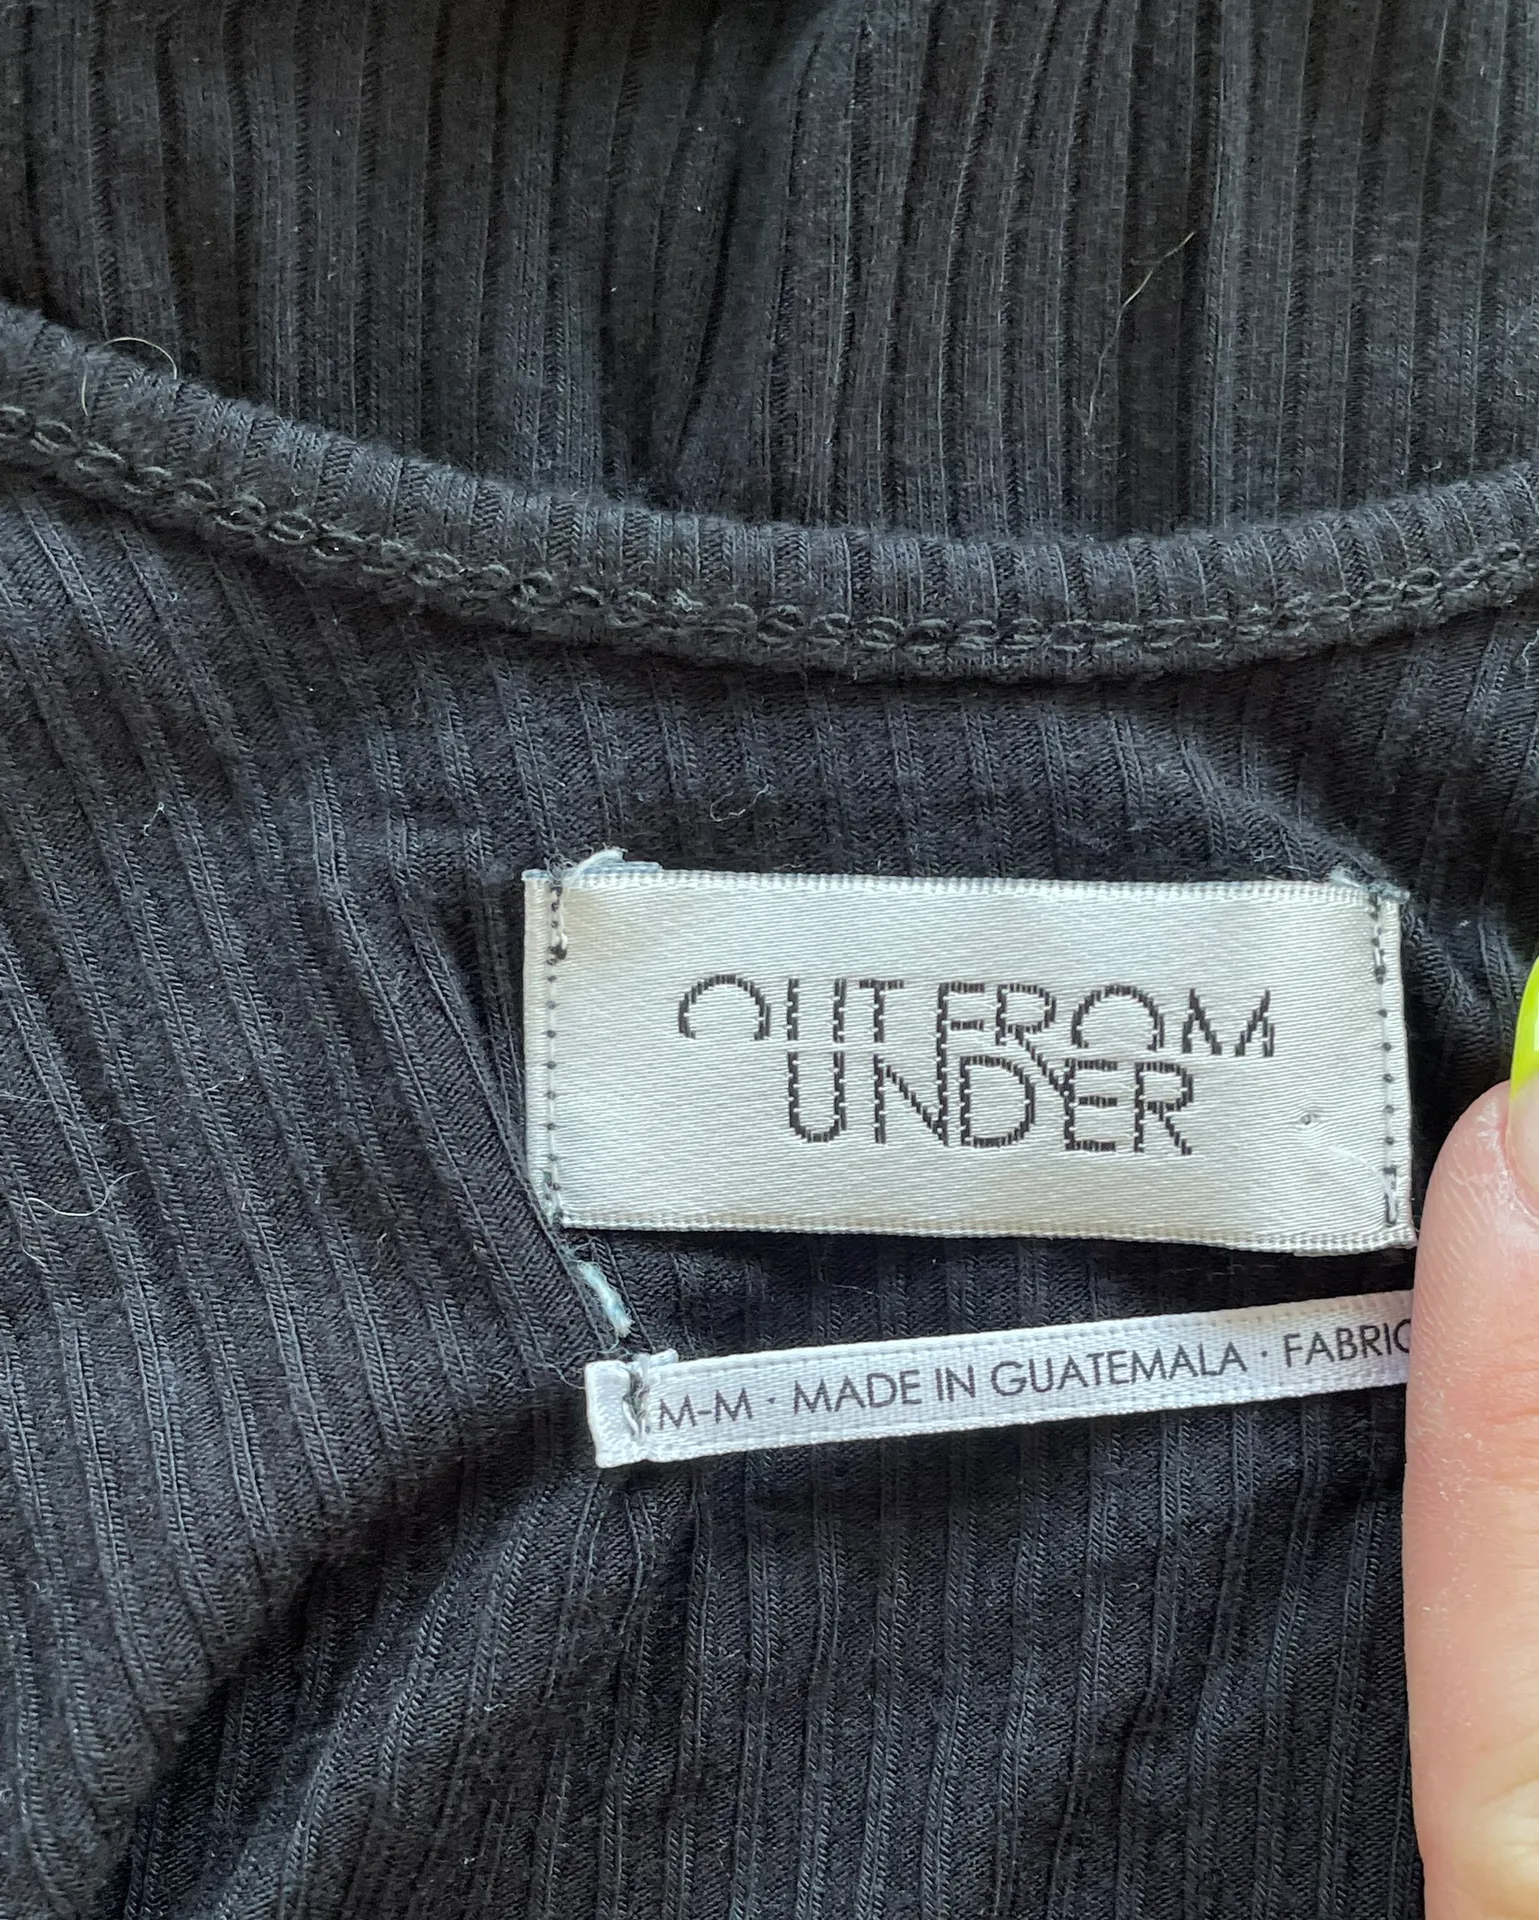 OUT FROM
UNDER
M-M · MADE IN GUATEMALA · FABRIC